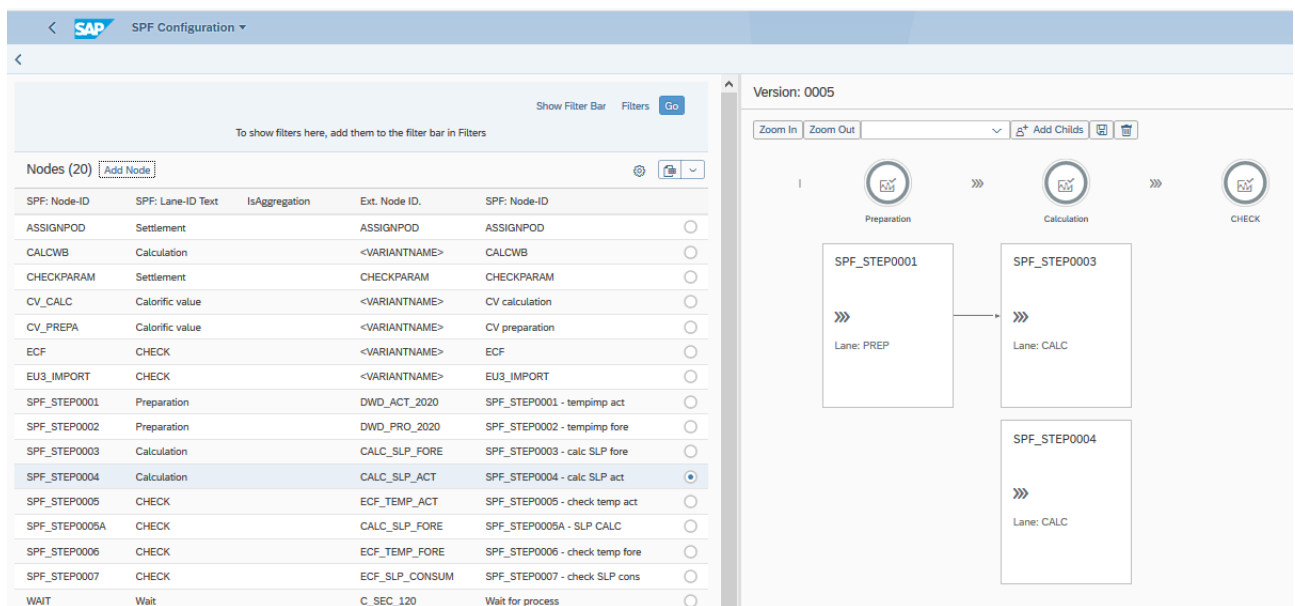 SAP SPF Configuration
Version: 0005
Show Filter Bar Filters Go
To show filters here, add them to the filter bar in Filters
Zoom In Zoom Out Add Childs
Nodes (20) Add Node
SPF: Node-ID SPF: Lane-ID Text IsAggregation Ext. Node ID. SPF: Node-ID
ASSIGNPOD Settlement ASSIGNPOD ASSIGNPOD
CALCWB Calculation <VARIANTNAME> CALCWB
CHECKPARAM Settlement CHECKPARAM CHECKPARAM
CV_CALC Calorific value <VARIANTNAME> CV calculation
CV_PREPA Calorific value <VARIANTNAME> CV preparation
ECF CHECK <VARIANTNAME> ECF
EU3_IMPORT CHECK <VARIANTNAME> EU3_IMPORT
SPF_STEP0001 Preparation DWD_ACT_2020 SPF_STEP0001 - tempimp act
SPF_STEP0002 Preparation DWD_PRO_2020 SPF_STEP0002 - tempimp fore
SPF_STEP0003 Calculation CALC_SLP_FORE SPF_STEP0003 - calc SLP fore
SPF_STEP0004 Calculation CALC_SLP_ACT SPF_STEP0004 - calc SLP act
SPF_STEP0005 CHECK ECF_TEMP_ACT SPF_STEP0005 - check temp act
SPF_STEP0005A CHECK CALC_SLP_FORE SPF_STEP0005A - SLP CALC
SPF_STEP0006 CHECK ECF_TEMP_FORE SPF_STEP0006 - check temp fore
SPF_STEP0007 CHECK ECF_SLP_CONSUM SPF_STEP0007 - check SLP cons
WAIT Wait C_SEC_120 Wait for process
Preparation Calculation CHECK
SPF_STEP0001
Lane: PREP
SPF_STEP0003
Lane: CALC
SPF_STEP0004
Lane: CALC